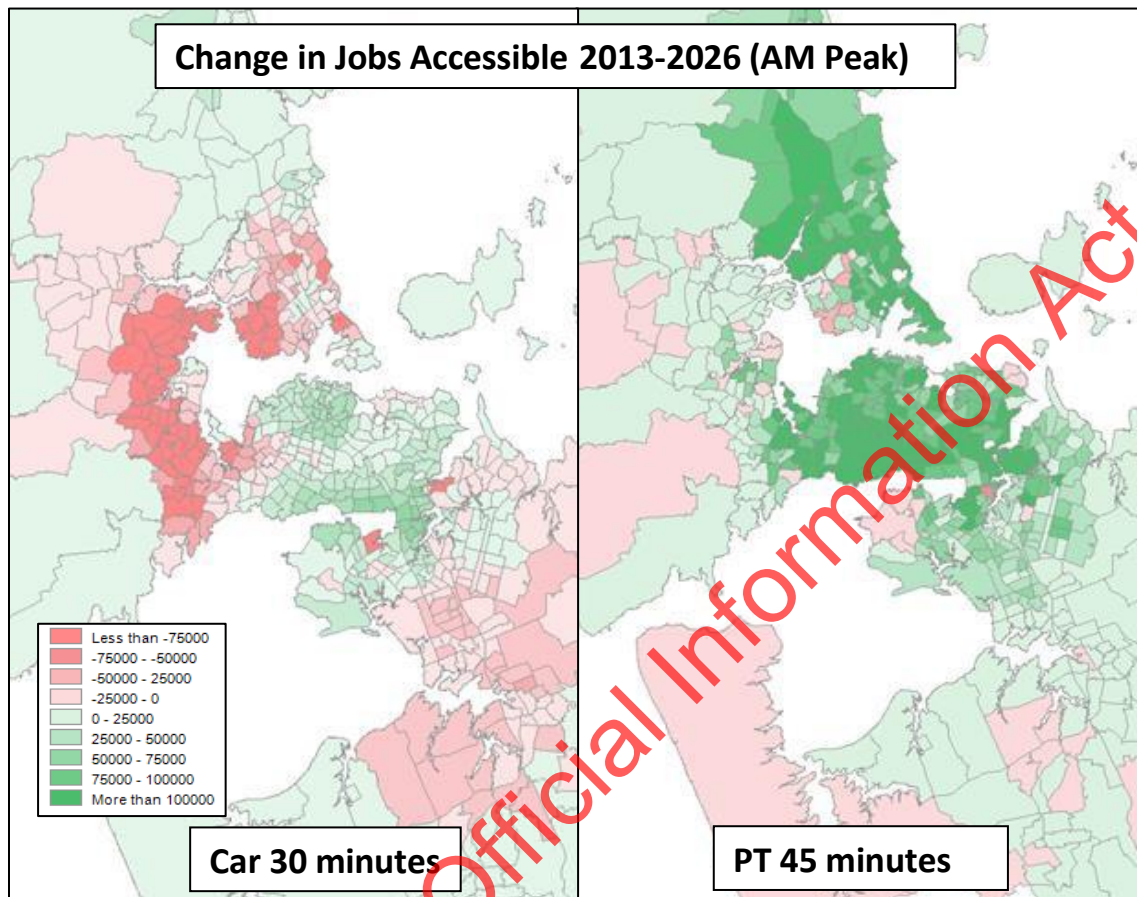 Change in Jobs Accessible 2013-2026 (AM Peak)
Less than -75000
-75000 - -50000
-50000 - 25000
-25000 - 0
0 - 25000
25000 - 50000
50000 - 75000
75000 - 100000
More than 100000
Car 30 minutes
PT 45 minutes
Official Information Act